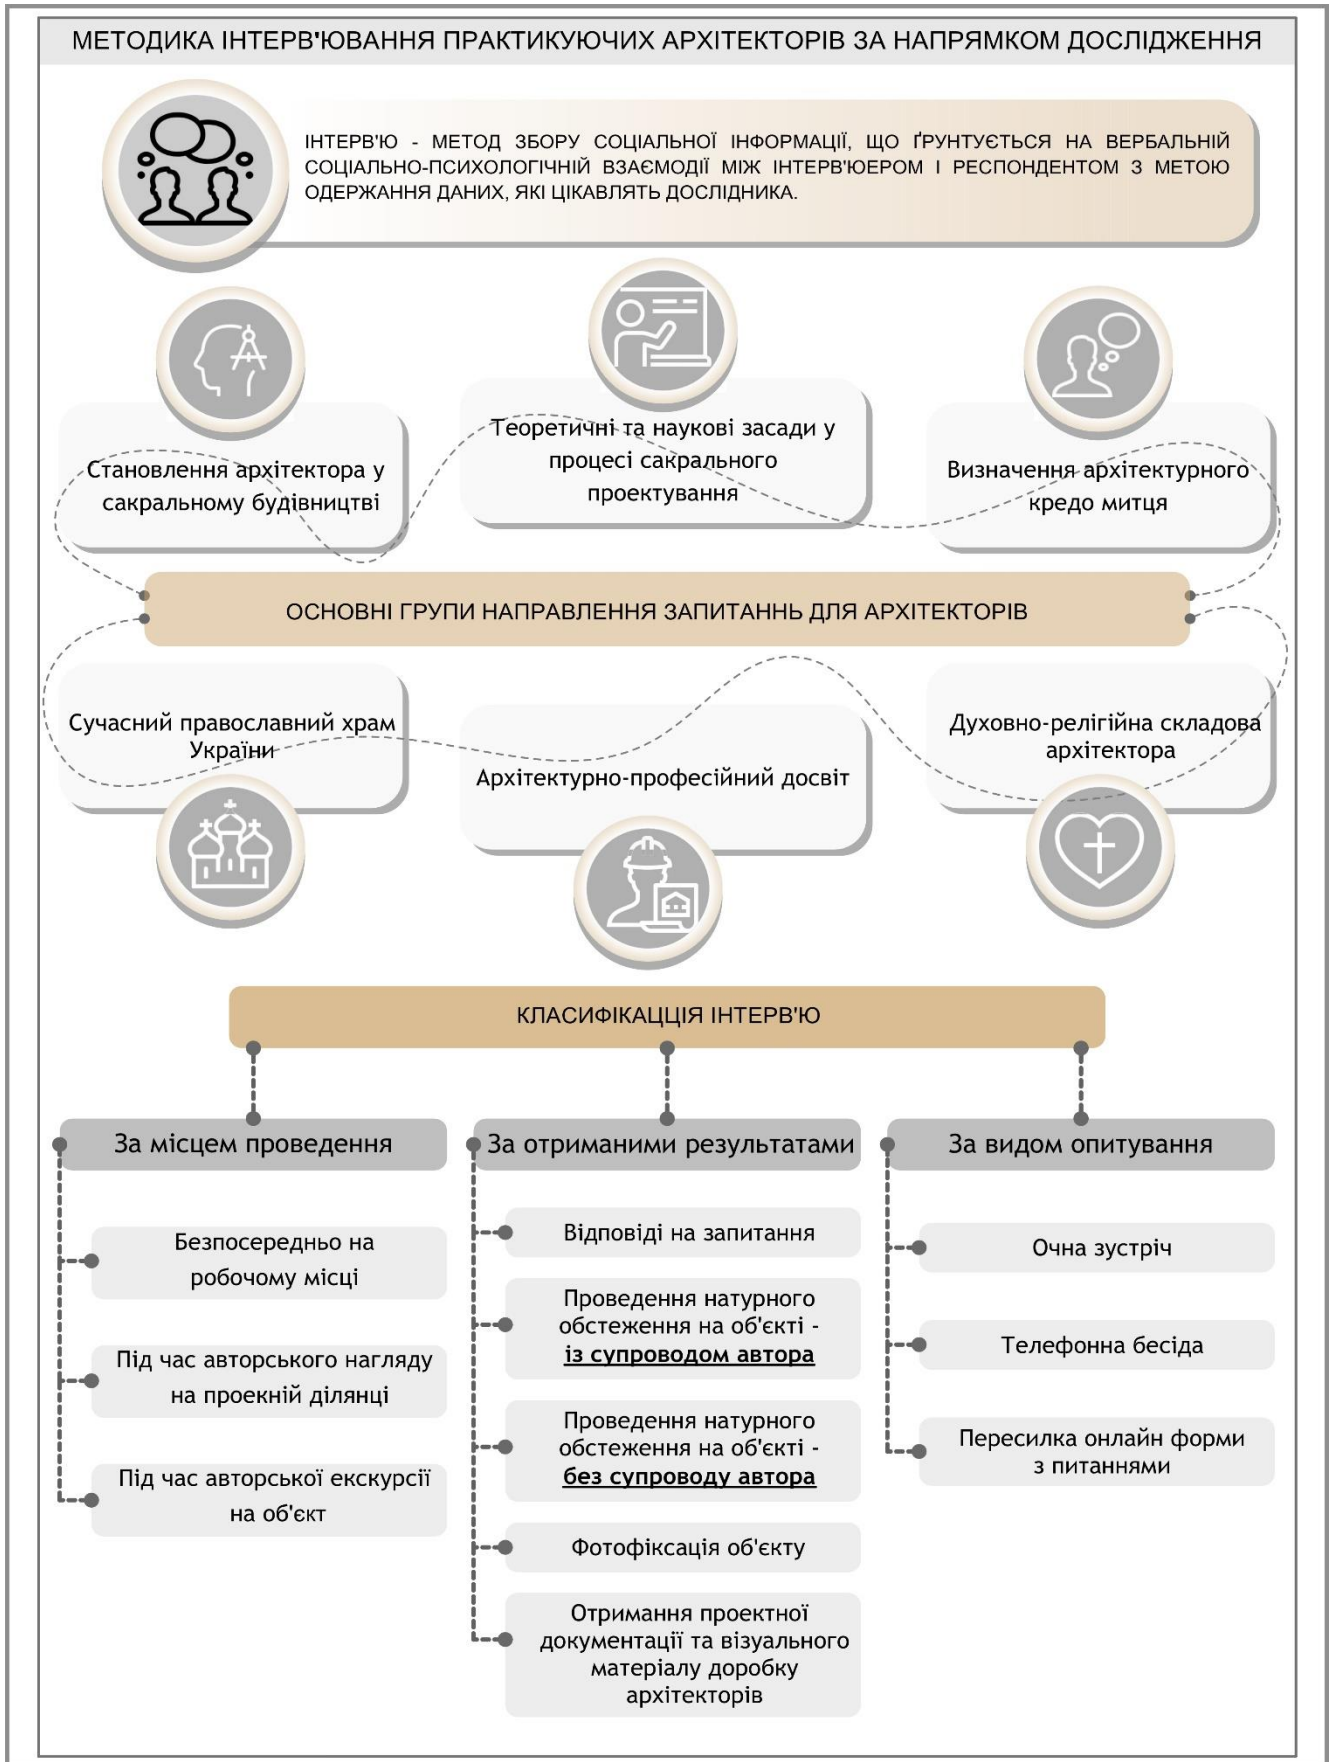 МЕТОДИКА ІНТЕРВ'ЮВАННЯ ПРАКТИКУЮЧИХ АРХІТЕКТОРІВ ЗА НАПРЯМКОМ ДОСЛІДЖЕННЯ
ІНТЕРВ'Ю - МЕТОД ЗБОРУ СОЦІАЛЬНОЇ ІНФОРМАЦІЇ, ЩО ҐРУНТУЄТЬСЯ НА ВЕРБАЛЬНІЙ
СОЦІАЛЬНО-ПСИХОЛОГІЧНІЙ ВЗАЄМОДІЇ МІЖ ІНТЕРВ'ЮЕРОМ І РЕСПОНДЕНТОМ З МЕТОЮ
ОДЕРЖАННЯ ДАНИХ, ЯКІ ЦІКАВЛЯТЬ ДОСЛІДНИКА.
Становлення архітектора у
сакральному будівництві
Теоретичні та наукові засади у
процесі сакрального
проектування
Визначення архітектурного
кредо митця
ОСНОВНІ ГРУПИ НАПРАВЛЕННЯ ЗАПИТАННЬ ДЛЯ АРХІТЕКТОРІВ
Сучасний православний храм
України
Архітектурно-професійний досвіт
Духовно-релігійна складова
архітектора
КЛАСИФІКАЦЦІЯ ІНТЕРВ'Ю
За місцем проведення
Безпосередньо на
робочому місці
Під час авторського нагляду
на проекній ділянці
Під час авторської екскурсії
на об'єкт
За отриманими результатами
Відповіді на запитання
Проведення натурного
обстеження на об'єкті -
із супроводом автора
Проведення натурного
обстеження на об'єкті -
без супроводу автора
Фотофіксація об'єкту
Отримання проектної
документації та візуального
матеріалу доробку
архітекторів
За видом опитування
Очна зустріч
Телефонна бесіда
Пересилка онлайн форми
з питаннями